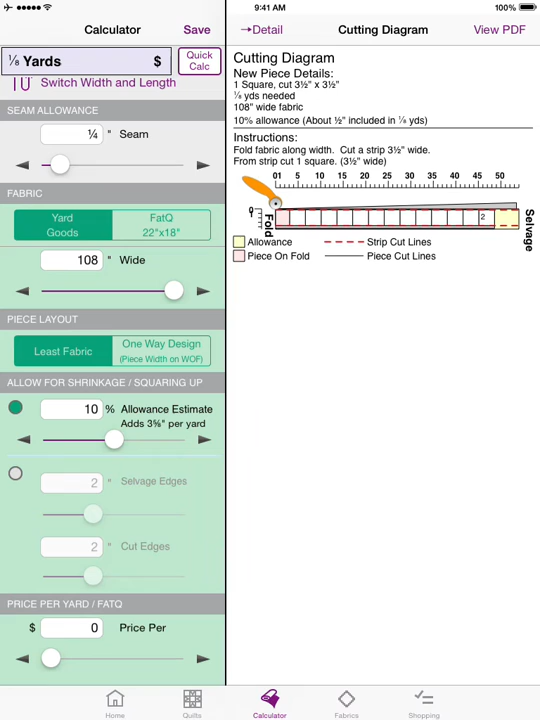 9:41 AM
100%
Calculator
Save
→Detail
Cutting Diagram
View PDF
⅛ Yards
$
Quick
Calc
Switch Width and Length
SEAM ALLOWANCE
¼ " Seam
FABRIC
Yard
Goods
FatQ
22"x18"
108 " Wide
PIECE LAYOUT
Least Fabric
One Way Design
(Piece Width on WOF)
ALLOW FOR SHRINKAGE / SQUARING UP
10 % Allowance Estimate
Adds 3⅝" per yard
2 " Selvage Edges
2 " Cut Edges
PRICE PER YARD / FATQ
$ 0 Price Per
Cutting Diagram
New Piece Details:
1 Square, cut 3½" x 3½"
⅛ yds needed
108" wide fabric
10% allowance (About ½" included in ⅛ yds)
Instructions:
Fold fabric along width. Cut a strip 3½" wide.
From strip cut 1 square. (3½" wide)
01 5 10 15 20 25 30 35 40 45 50
0
Fold
2
Selvage
Allowance
Strip Cut Lines
Piece On Fold
Piece Cut Lines
Home
Quilts
Calculator
Fabrics
Shopping